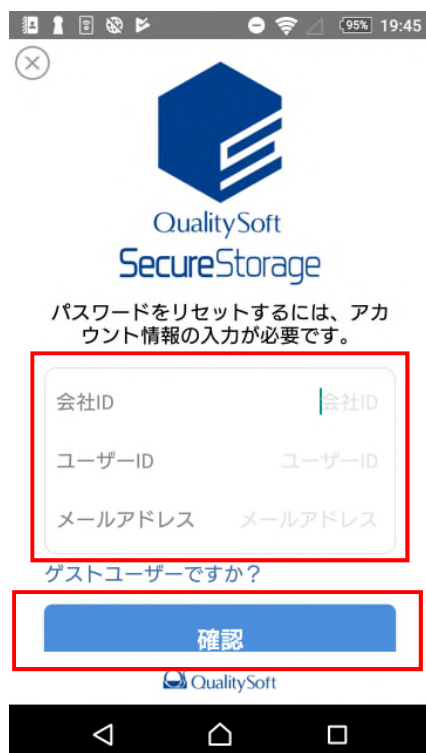 95% 19:45
QualitySoft
SecureStorage
パスワードをリセットするには、アカ
ウント情報の入力が必要です。
会社ID 会社ID
ユーザーID ユーザーID
メールアドレス メールアドレス
ゲストユーザーですか？
確認
QualitySoft